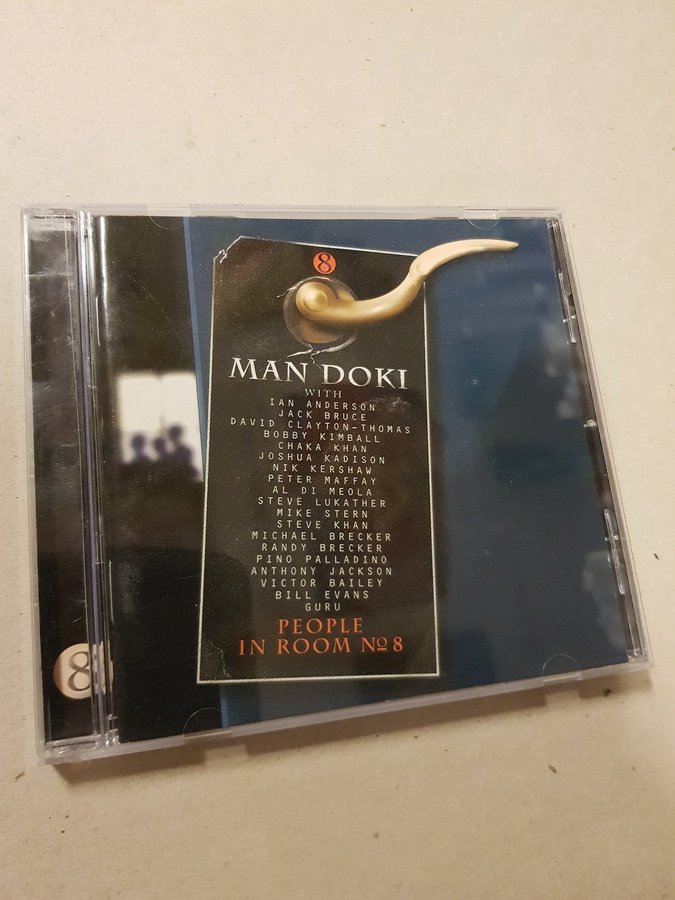 8
MAN DOKI
WITH
IAN ANDERSON
JACK BRUCE
DAVID CLAYTON-THOMAS
BOBBY KIMBALL
CHAKA KHAN
JOSHUA KADISON
NIK KERSHAW
PETER MAFFAY
AL DI MEOLA
STEVE LUKATHER
MIKE STERN
STEVE KHAN
MICHAEL BRECKER
RANDY BRECKER
PINO PALLADINO
ANTHONY JACKSON
VICTOR BAILEY
BILL EVANS
GURU
PEOPLE
IN ROOM No 8
8